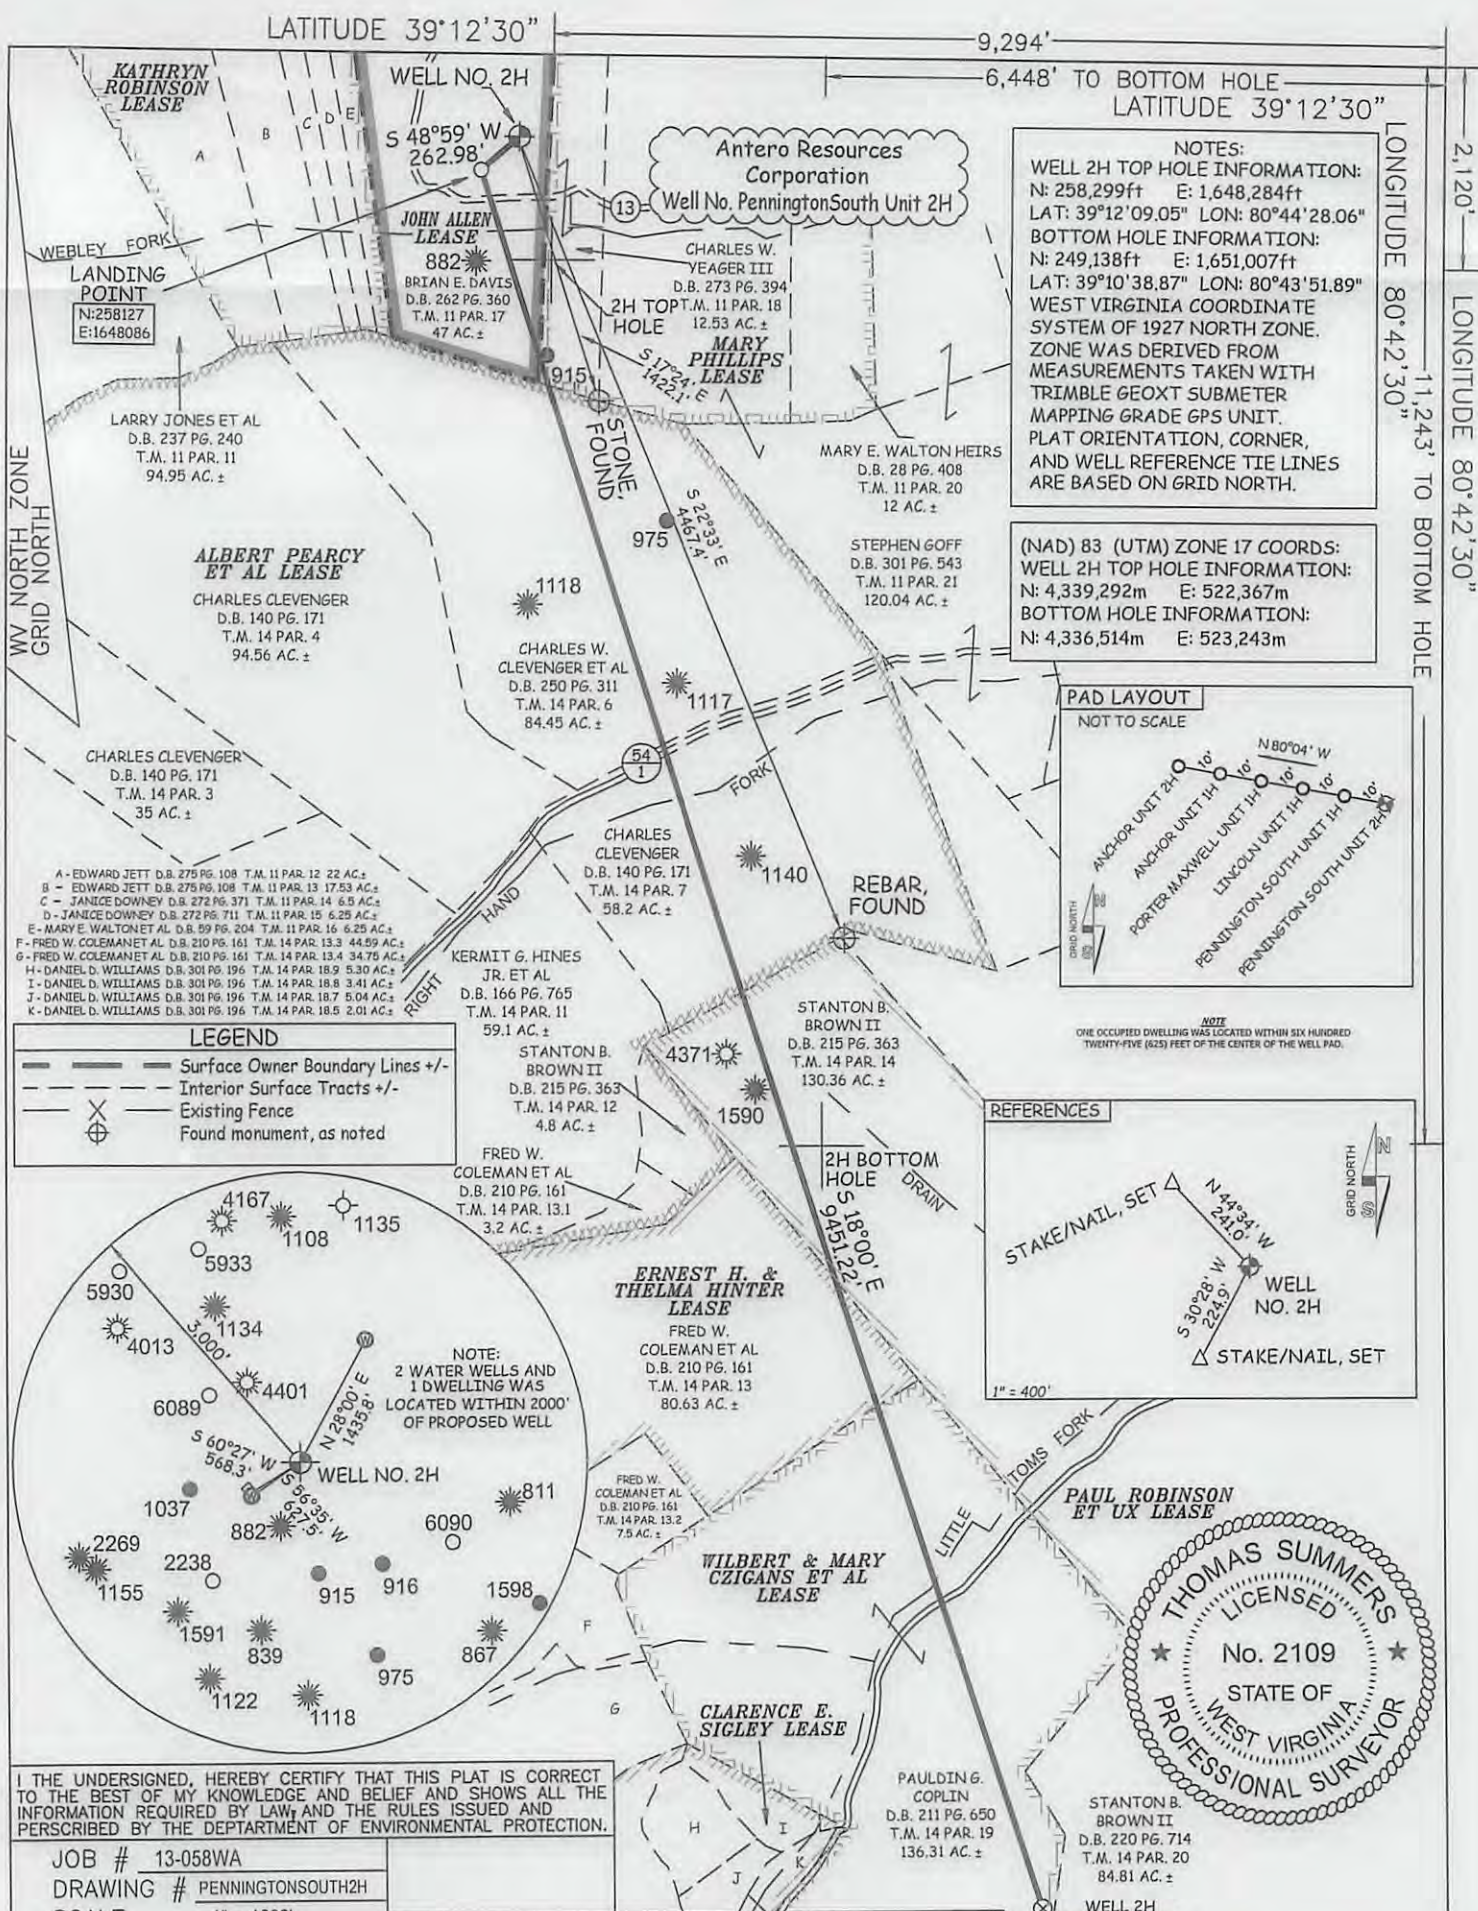 LATITUDE 39°12'30"
9,294'
6,448' TO BOTTOM HOLE
LATITUDE 39°12'30"
2,120'
LONGITUDE 80°42'30"
11,243' TO BOTTOM HOLE
LONGITUDE 80°42'30"
KATHRYN
ROBINSON
LEASE
A
B
C
D
E
WELL NO. 2H
S 48°59' W
262.98'
Antero Resources
Corporation
Well No. PenningtonSouth Unit 2H
13
NOTES:
WELL 2H TOP HOLE INFORMATION:
N: 258,299ft E: 1,648,284ft
LAT: 39°12'09.05" LON: 80°44'28.06"
BOTTOM HOLE INFORMATION:
N: 249,138ft E: 1,651,007ft
LAT: 39°10'38.87" LON: 80°43'51.89"
WEST VIRGINIA COORDINATE
SYSTEM OF 1927 NORTH ZONE.
ZONE WAS DERIVED FROM
MEASUREMENTS TAKEN WITH
TRIMBLE GEOXT SUBMETER
MAPPING GRADE GPS UNIT.
PLAT ORIENTATION, CORNER,
AND WELL REFERENCE TIE LINES
ARE BASED ON GRID NORTH.
(NAD) 83 (UTM) ZONE 17 COORDS:
WELL 2H TOP HOLE INFORMATION:
N: 4,339,292m E: 522,367m
BOTTOM HOLE INFORMATION:
N: 4,336,514m E: 523,243m
WEBLEY FORK
LANDING
POINT
N:258127
E:1648086
JOHN ALLEN
LEASE
882
BRIAN E. DAVIS
D.B. 262 PG. 360
T.M. 11 PAR. 17
47 AC. ±
CHARLES W.
YEAGER III
D.B. 273 PG. 394
T.M. 11 PAR. 18
12.53 AC. ±
2H TOP
HOLE
MARY
PHILLIPS
LEASE
S 17°24' E
1422.1'
915
STONE,
FOUND
LARRY JONES ET AL
D.B. 237 PG. 240
T.M. 11 PAR. 11
94.95 AC. ±
MARY E. WALTON HEIRS
D.B. 28 PG. 408
T.M. 11 PAR. 20
12 AC. ±
WV NORTH ZONE
GRID NORTH
975
S 22°33' E
4467.4'
STEPHEN GOFF
D.B. 301 PG. 543
T.M. 11 PAR. 21
120.04 AC. ±
ALBERT PEARCY
ET AL LEASE
CHARLES CLEVENGER
D.B. 140 PG. 171
T.M. 14 PAR. 4
94.56 AC. ±
1118
CHARLES W.
CLEVENGER ET AL
D.B. 250 PG. 311
T.M. 14 PAR. 6
84.45 AC. ±
1117
54
1
FORK
HAND
RIGHT
CHARLES CLEVENGER
D.B. 140 PG. 171
T.M. 14 PAR. 3
35 AC. ±
CHARLES
CLEVENGER
D.B. 140 PG. 171
T.M. 14 PAR. 7
58.2 AC. ±
1140
REBAR,
FOUND
PAD LAYOUT
NOT TO SCALE
N 80°04' W
10'
10'
10'
10'
10'
ANCHOR UNIT 2H
ANCHOR UNIT 1H
PORTER MAXWELL UNIT 1H
LINCOLN UNIT 1H
PENNINGTON SOUTH UNIT 1H
PENNINGTON SOUTH UNIT 2H
GRID NORTH
N
S
NOTE
ONE OCCUPIED DWELLING WAS LOCATED WITHIN SIX HUNDRED
TWENTY-FIVE (625) FEET OF THE CENTER OF THE WELL PAD.
A - EDWARD JETT D.B. 275 PG. 108 T.M. 11 PAR. 12 22 AC.±
B - EDWARD JETT D.B. 275 PG. 108 T.M. 11 PAR. 13 17.53 AC.±
C - JANICE DOWNEY D.B. 272 PG. 371 T.M. 11 PAR. 14 6.5 AC.±
D - JANICE DOWNEY D.B. 272 PG. 711 T.M. 11 PAR. 15 6.25 AC.±
E - MARY E. WALTON ET AL D.B. 59 PG. 204 T.M. 11 PAR. 16 6.25 AC.±
F - FRED W. COLEMAN ET AL D.B. 210 PG. 161 T.M. 14 PAR. 13.3 44.59 AC.±
G - FRED W. COLEMAN ET AL D.B. 210 PG. 161 T.M. 14 PAR. 13.4 34.75 AC.±
H - DANIEL D. WILLIAMS D.B. 301 PG. 196 T.M. 14 PAR. 18.9 5.30 AC.±
I - DANIEL D. WILLIAMS D.B. 301 PG. 196 T.M. 14 PAR. 18.8 3.41 AC.±
J - DANIEL D. WILLIAMS D.B. 301 PG. 196 T.M. 14 PAR. 18.7 5.04 AC.±
K - DANIEL D. WILLIAMS D.B. 301 PG. 196 T.M. 14 PAR. 18.5 2.01 AC.±
KERMIT G. HINES
JR. ET AL
D.B. 166 PG. 765
T.M. 14 PAR. 11
59.1 AC. ±
STANTON B.
BROWN II
D.B. 215 PG. 363
T.M. 14 PAR. 12
4.8 AC. ±
4371
1590
STANTON B.
BROWN II
D.B. 215 PG. 363
T.M. 14 PAR. 14
130.36 AC. ±
LEGEND
Surface Owner Boundary Lines +/-
Interior Surface Tracts +/-
Existing Fence
Found monument, as noted
FRED W.
COLEMAN ET AL
D.B. 210 PG. 161
T.M. 14 PAR. 13.1
3.2 AC. ±
2H BOTTOM
HOLE
DRAIN
S 18°00' E
9451.22'
REFERENCES
STAKE/NAIL, SET
N 44°34' W
241.0'
GRID NORTH
N
S
WELL
NO. 2H
S 30°28' W
224.9'
STAKE/NAIL, SET
1" = 400'
4167
1108
1135
5933
5930
1134
4013
3,000'
4401
6089
NOTE:
2 WATER WELLS AND
1 DWELLING WAS
LOCATED WITHIN 2000'
OF PROPOSED WELL
W
N 28°00' E
1435.8'
S 60°27' W
568.3'
WELL NO. 2H
S 56°35' W
627.5'
1037
882
811
6090
2269
1155
2238
915
916
1598
1591
839
867
975
1122
1118
ERNEST H. &
THELMA HINTER
LEASE
FRED W.
COLEMAN ET AL
D.B. 210 PG. 161
T.M. 14 PAR. 13
80.63 AC. ±
FRED W.
COLEMAN ET AL
D.B. 210 PG. 161
T.M. 14 PAR. 13.2
7.5 AC. ±
LITTLE
TOMS FORK
PAUL ROBINSON
ET UX LEASE
WILBERT & MARY
CZIGANS ET AL
LEASE
F
G
CLARENCE E.
SIGLEY LEASE
H
I
J
K
THOMAS SUMMERS
LICENSED
No. 2109
STATE OF
WEST VIRGINIA
PROFESSIONAL SURVEYOR
PAULDIN G.
COPLIN
D.B. 211 PG. 650
T.M. 14 PAR. 19
136.31 AC. ±
STANTON B.
BROWN II
D.B. 220 PG. 714
T.M. 14 PAR. 20
84.81 AC. ±
WELL 2H
I THE UNDERSIGNED, HEREBY CERTIFY THAT THIS PLAT IS CORRECT
TO THE BEST OF MY KNOWLEDGE AND BELIEF AND SHOWS ALL THE
INFORMATION REQUIRED BY LAW, AND THE RULES ISSUED AND
PERSCRIBED BY THE DEPTARTMENT OF ENVIRONMENTAL PROTECTION.
JOB # 13-058WA
DRAWING # PENNINGTONSOUTH2H